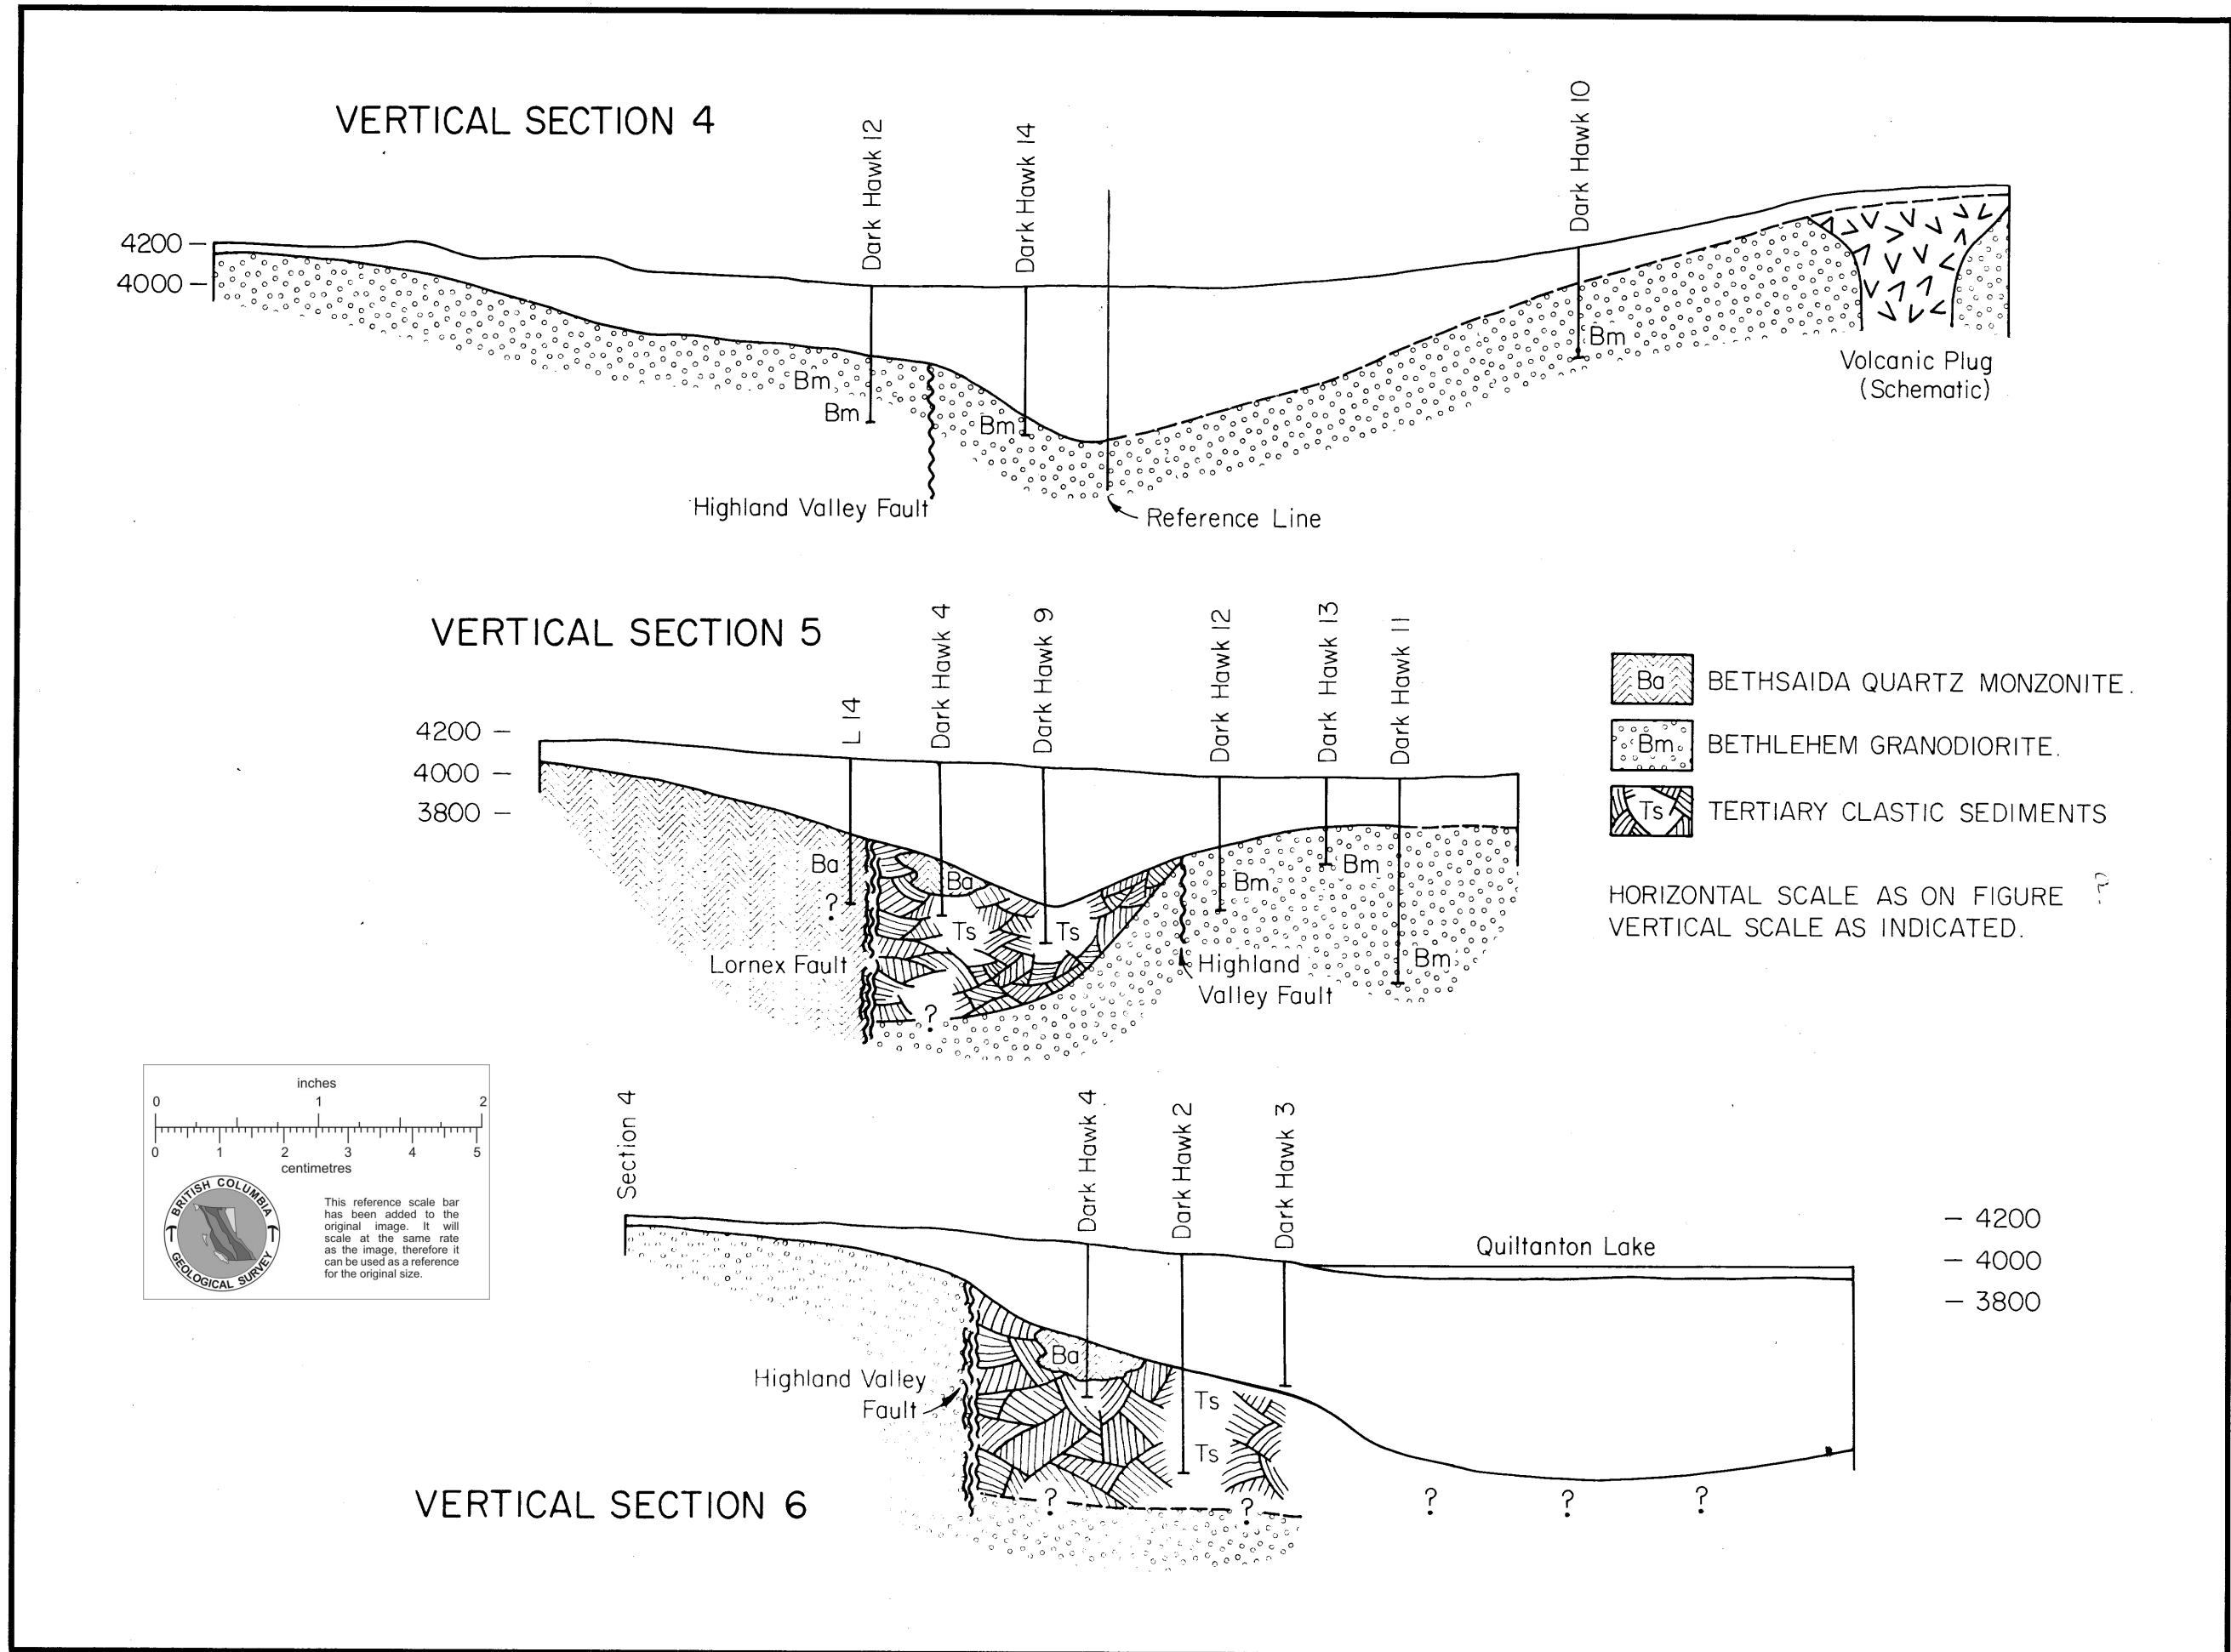 VERTICAL SECTION 4
Dark Hawk 12
Dark Hawk 14
Dark Hawk 10
4200
4000
Bm
Bm
Bm
Bm
Volcanic Plug
(Schematic)
Highland Valley Fault
Reference Line
VERTICAL SECTION 5
L 14
Dark Hawk 4
Dark Hawk 9
Dark Hawk 12
Dark Hawk 13
Dark Hawk 11
4200
4000
3800
Ba
?
Ba
Ts
Ts
Bm
Bm
Bm
Lornex Fault
?
Highland
Valley Fault
Ba BETHSAIDA QUARTZ MONZONITE.
Bm BETHLEHEM GRANODIORITE.
Ts TERTIARY CLASTIC SEDIMENTS
HORIZONTAL SCALE AS ON FIGURE
VERTICAL SCALE AS INDICATED.
inches
0 1 2
0 1 2 3 4 5
centimetres
BRITISH COLUMBIA
GEOLOGICAL SURVEY
This reference scale bar
has been added to the
original image. It will
scale at the same rate
as the image, therefore it
can be used as a reference
for the original size.
Section 4
Dark Hawk 4
Dark Hawk 2
Dark Hawk 3
Quiltanton Lake
4200
4000
3800
Ba
Ts
Ts
Highland Valley
Fault
? ? ? ? ?
VERTICAL SECTION 6